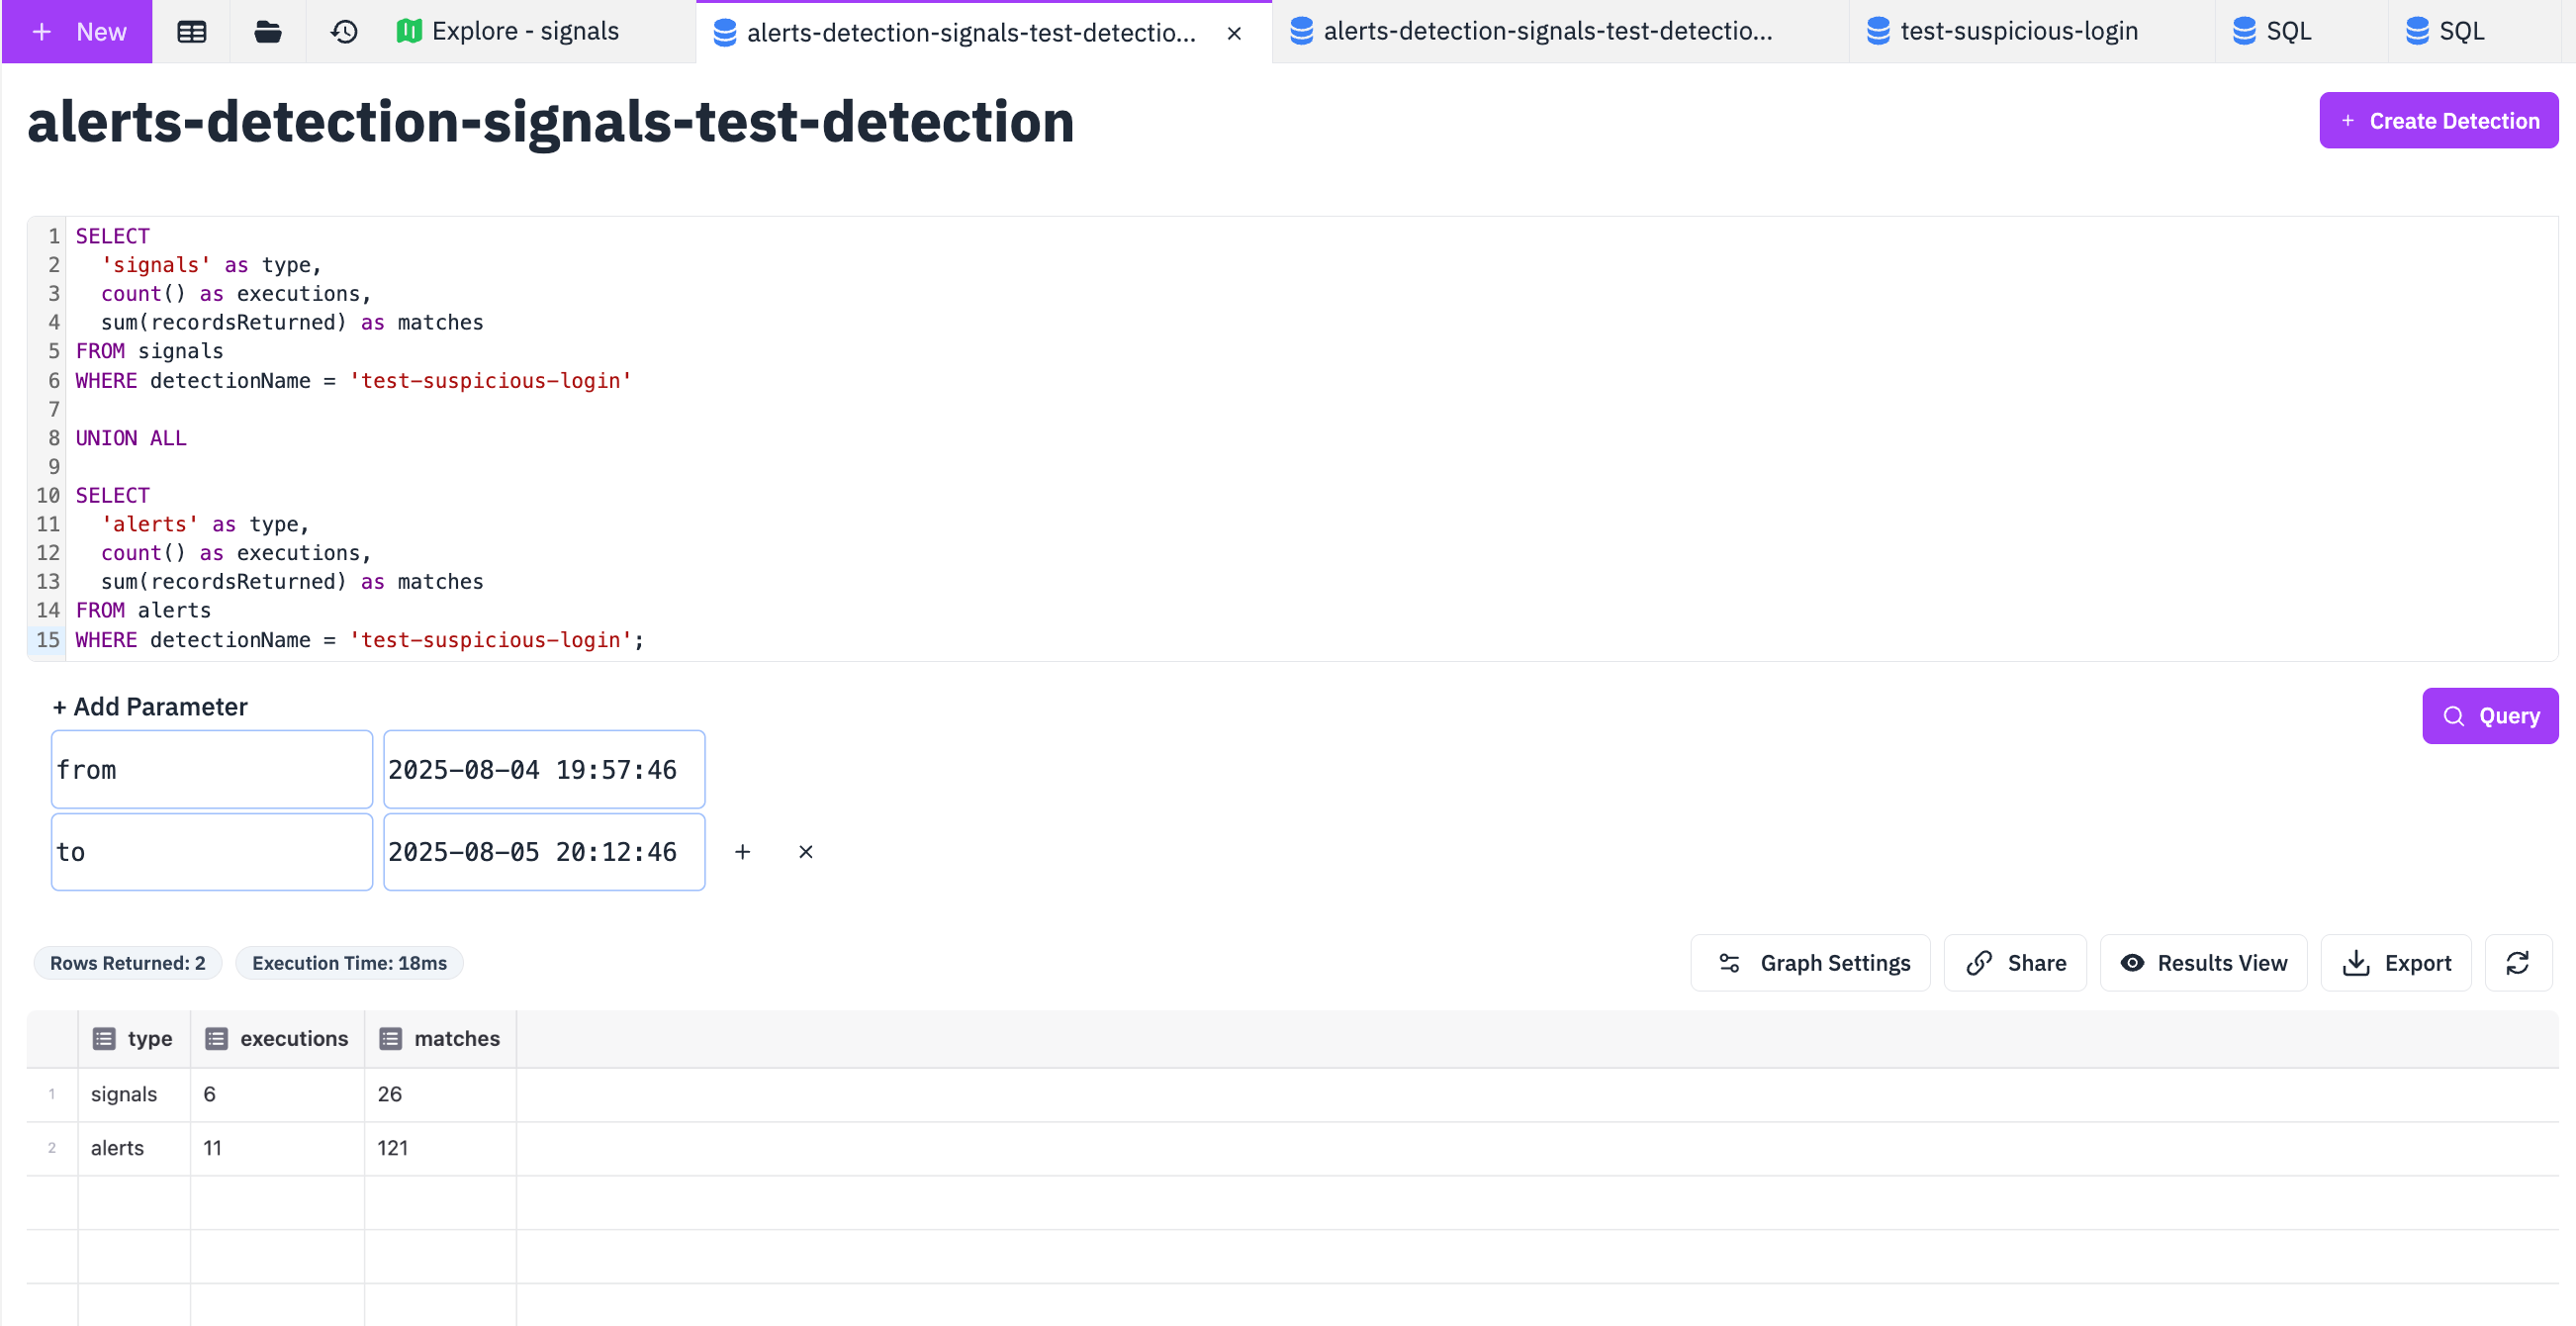 + New
Explore - signals
alerts-detection-signals-test-detectio... ×
alerts-detection-signals-test-detectio...
test-suspicious-login
SQL
SQL
alerts-detection-signals-test-detection
+ Create Detection
1 SELECT
2 'signals' as type,
3 count() as executions,
4 sum(recordsReturned) as matches
5 FROM signals
6 WHERE detectionName = 'test-suspicious-login'
7
8 UNION ALL
9
10 SELECT
11 'alerts' as type,
12 count() as executions,
13 sum(recordsReturned) as matches
14 FROM alerts
15 WHERE detectionName = 'test-suspicious-login';
+ Add Parameter
Query
from 2025-08-04 19:57:46
to 2025-08-05 20:12:46 + ×
Rows Returned: 2 Execution Time: 18ms
Graph Settings Share Results View Export
type executions matches
1 signals 6 26
2 alerts 11 121